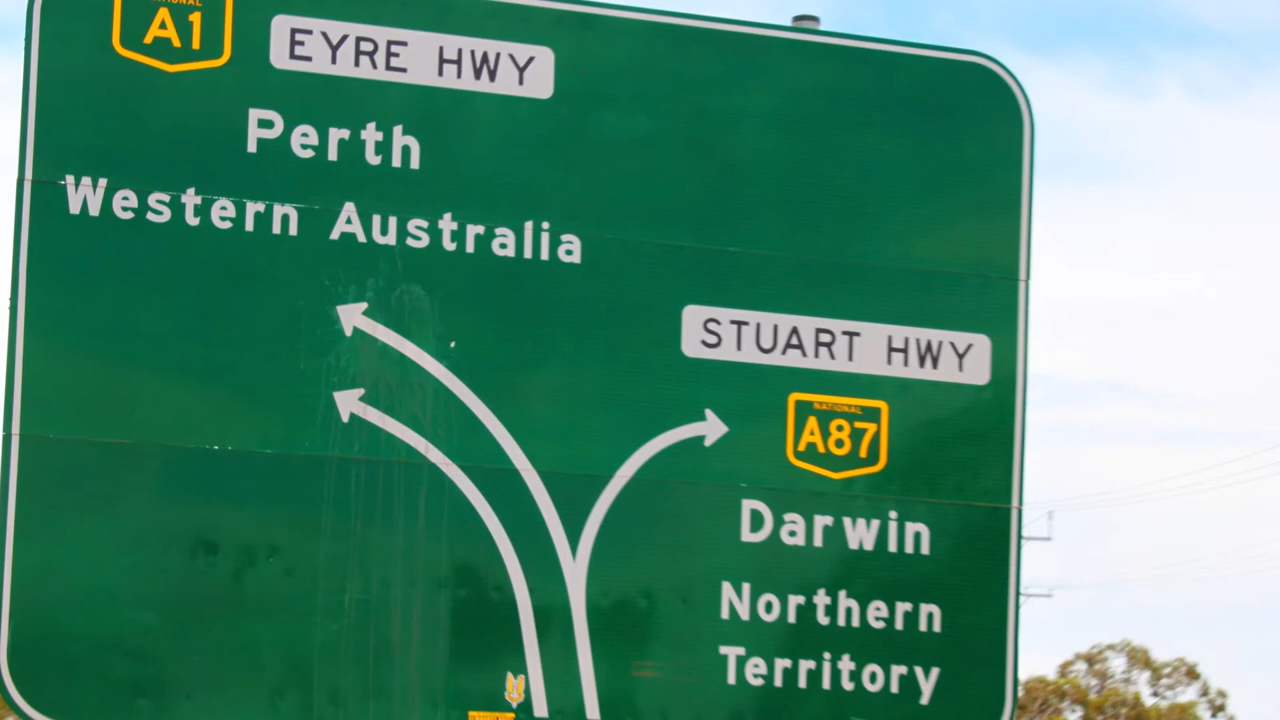 NATIONAL
A1
EYRE HWY
Perth
Western Australia
STUART HWY
NATIONAL
A87
Darwin
Northern
Territory